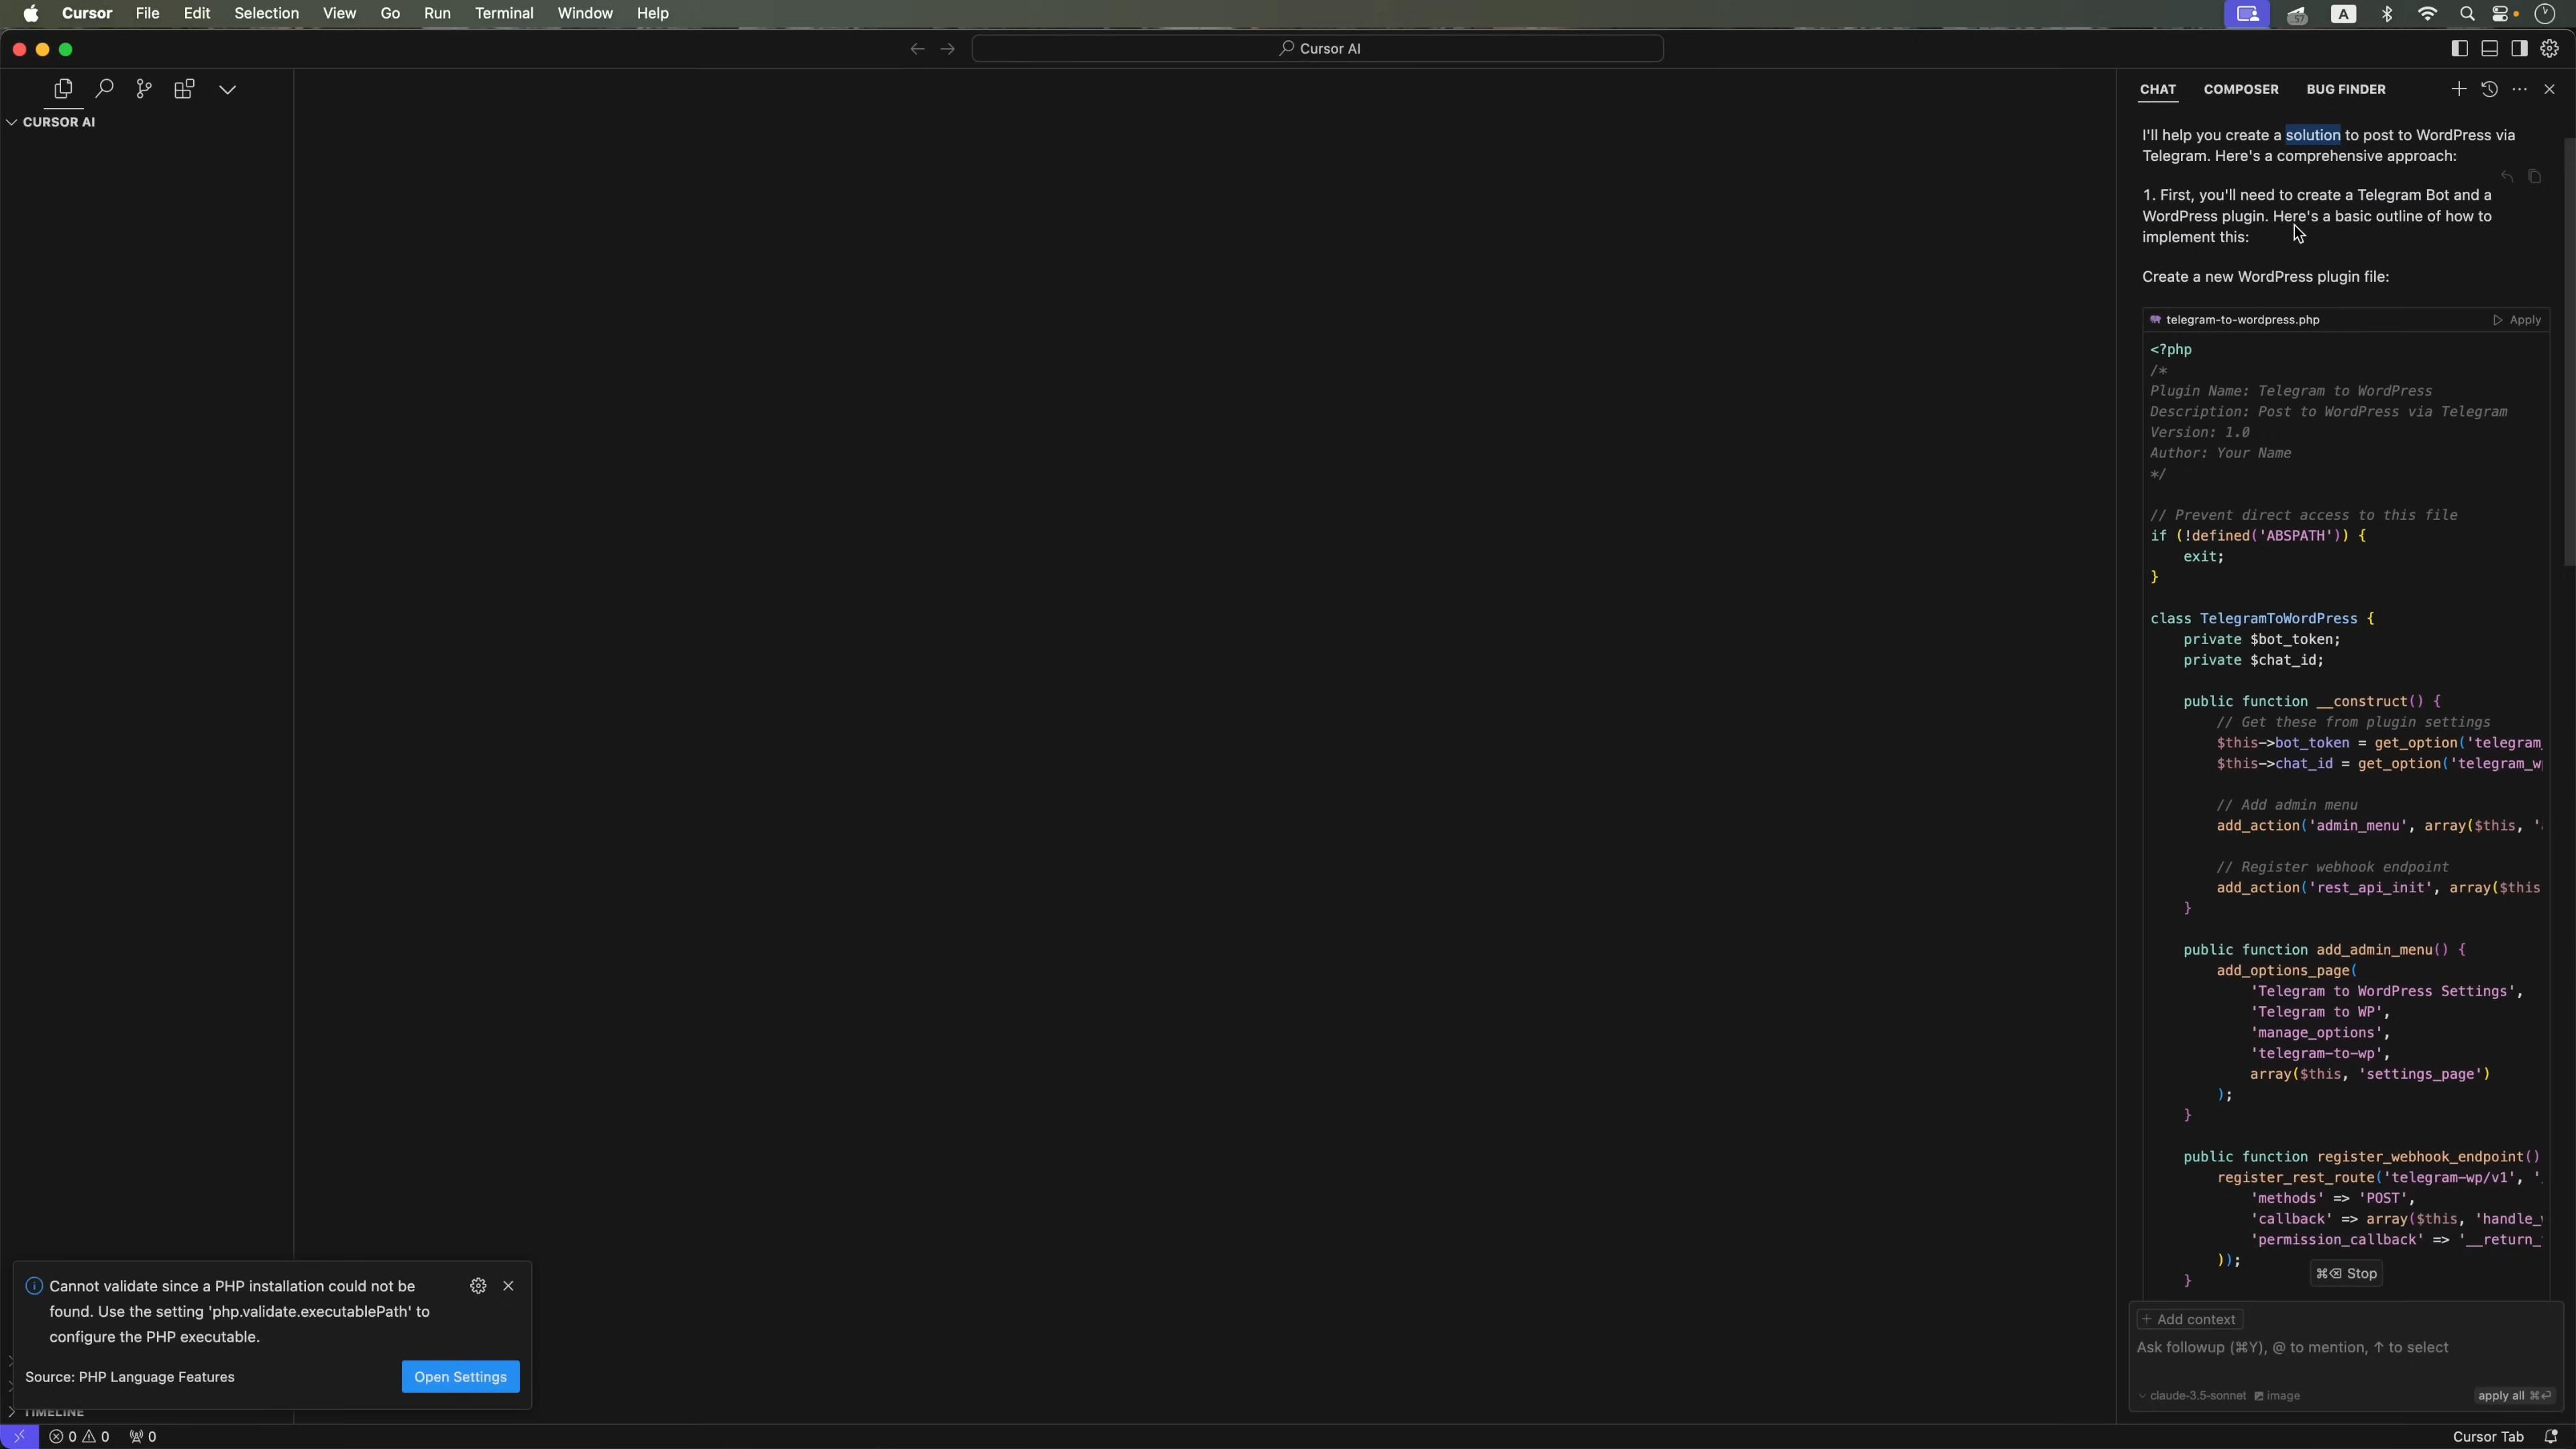 Cursor File Edit Selection View Go Run Terminal Window Help
57 A
Cursor AI
CURSOR AI
CHAT COMPOSER BUG FINDER
I'll help you create a solution to post to WordPress via
Telegram. Here's a comprehensive approach:
1. First, you'll need to create a Telegram Bot and a
WordPress plugin. Here's a basic outline of how to
implement this:
Create a new WordPress plugin file:
telegram-to-wordpress.php Apply
<?php
/*
Plugin Name: Telegram to WordPress
Description: Post to WordPress via Telegram
Version: 1.0
Author: Your Name
*/
// Prevent direct access to this file
if (!defined('ABSPATH')) {
exit;
}
class TelegramToWordPress {
private $bot_token;
private $chat_id;
public function __construct() {
// Get these from plugin settings
$this->bot_token = get_option('telegram_
$this->chat_id = get_option('telegram_w
// Add admin menu
add_action('admin_menu', array($this, '
// Register webhook endpoint
add_action('rest_api_init', array($this
}
public function add_admin_menu() {
add_options_page(
'Telegram to WordPress Settings',
'Telegram to WP',
'manage_options',
'telegram-to-wp',
array($this, 'settings_page')
);
}
public function register_webhook_endpoint()
register_rest_route('telegram-wp/v1', '
'methods' => 'POST',
'callback' => array($this, 'handle_
'permission_callback' => '__return_
));
}
⌘⌫ Stop
+ Add context
Ask followup (⌘Y), @ to mention, ↑ to select
claude-3.5-sonnet image apply all ⌘⏎
Cannot validate since a PHP installation could not be
found. Use the setting 'php.validate.executablePath' to
configure the PHP executable.
Source: PHP Language Features Open Settings
TIMELINE
0 0 0
Cursor Tab